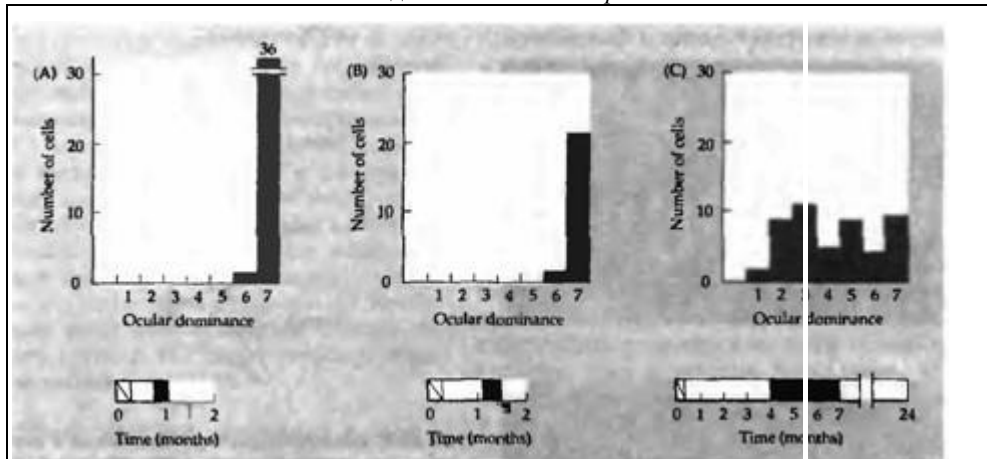 36
(A) 30 (B) 30 (C) 30
Number of cells Number of cells Number of cells
20 20 20
10 10 10
0 0 0
1 2 3 4 5 6 7 1 2 3 4 5 6 7 1 2 3 4 5 6 7
Ocular dominance Ocular dominance Ocular dominance
0 1 2 0 1 2 0 1 2 3 4 5 6 7 24
Time (months) Time (months) Time (months)